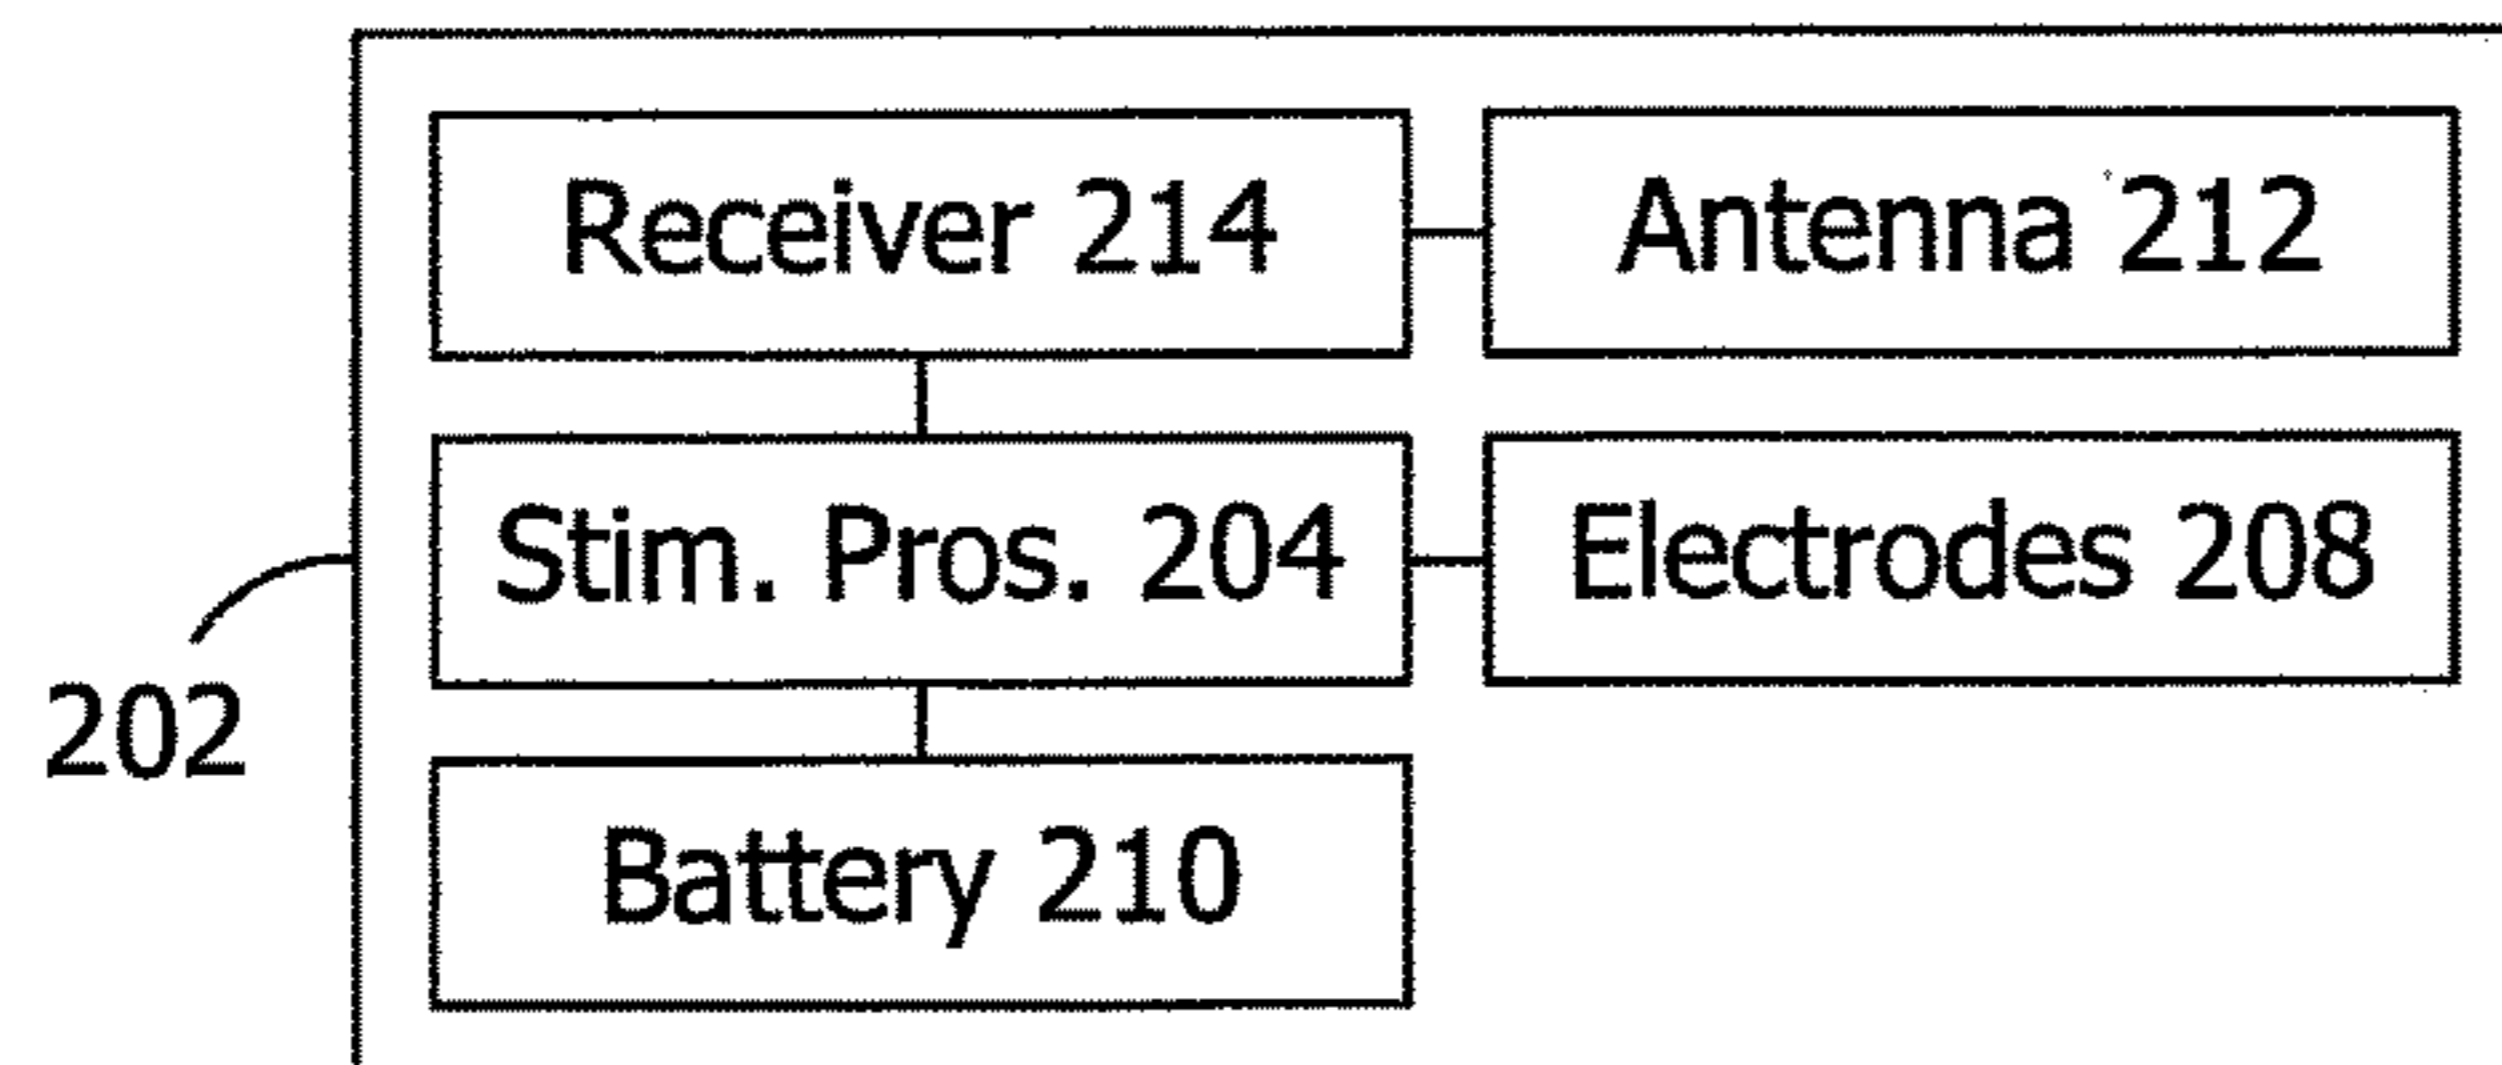 Receiver 214
Antenna 212
Stim. Pros. 204
Electrodes 208
202
Battery 210